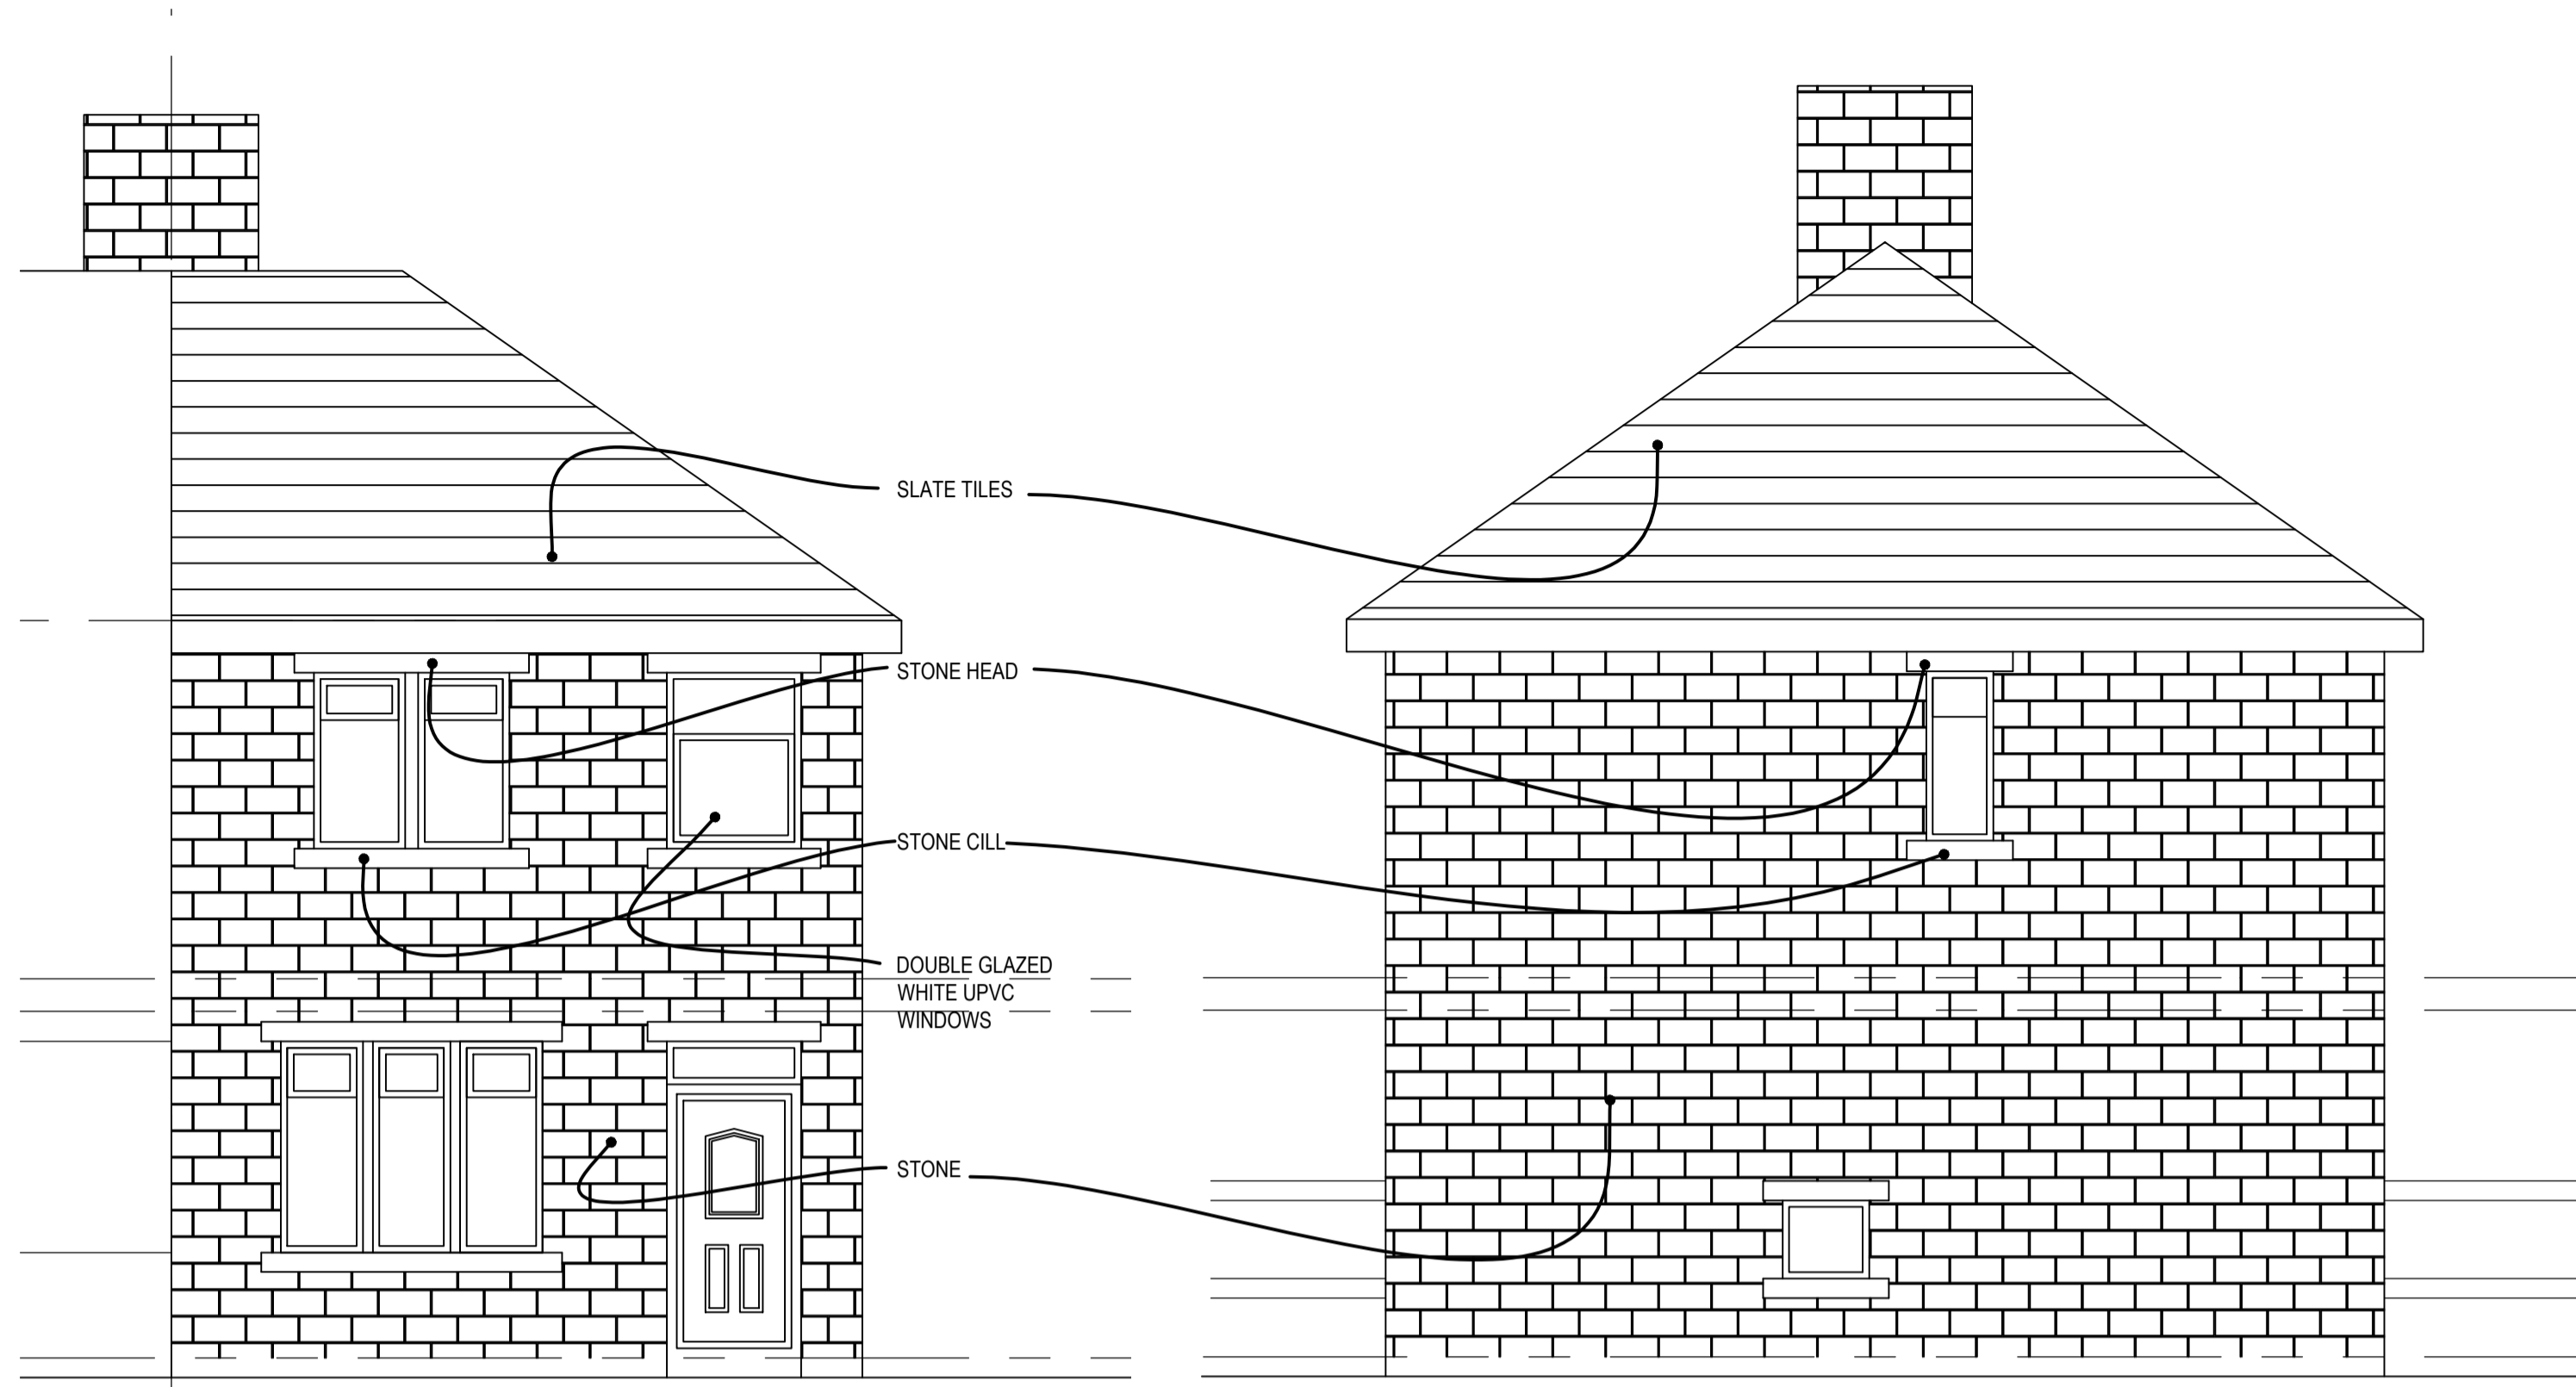 SLATE TILES
STONE HEAD
STONE CILL
DOUBLE GLAZED
WHITE UPVC
WINDOWS
STONE